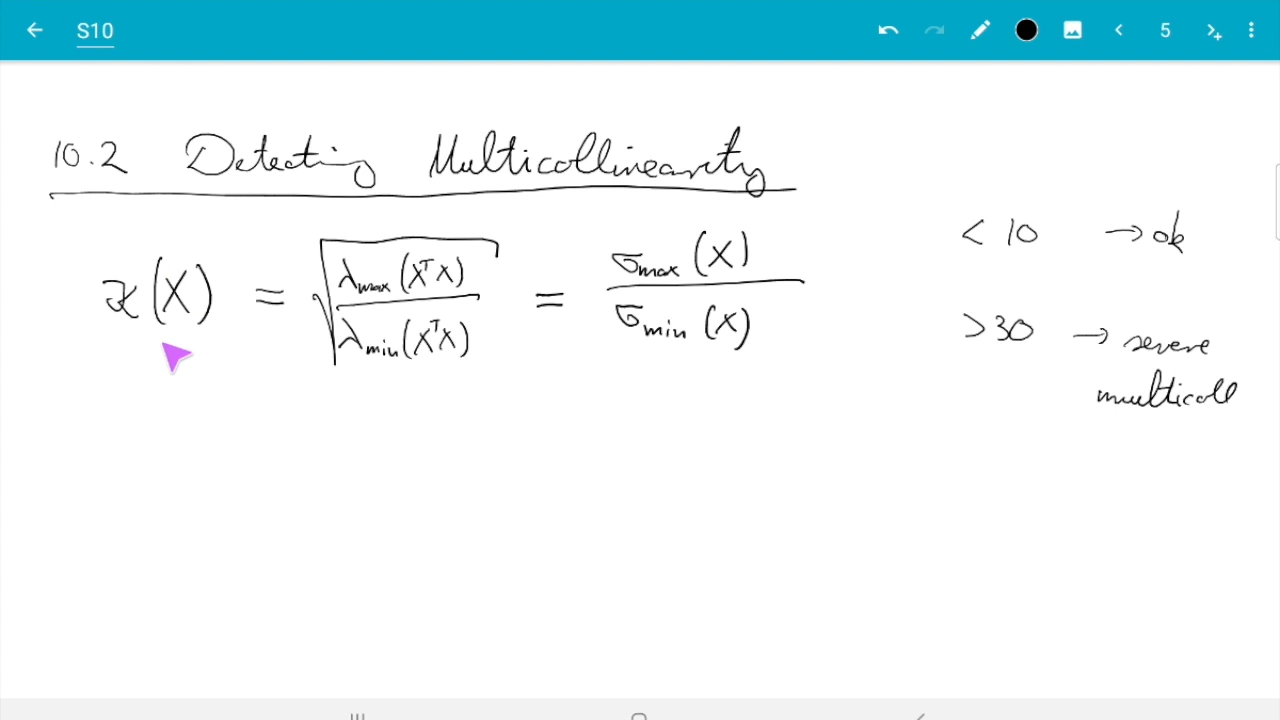 S10
5
10.2 Detecting Multicollinearity
ϰ(X) = √(λmax(XᵀX) / λmin(XᵀX)) = σmax(X) / σmin(X)
< 10 → ok
> 30 → severe
multicoll